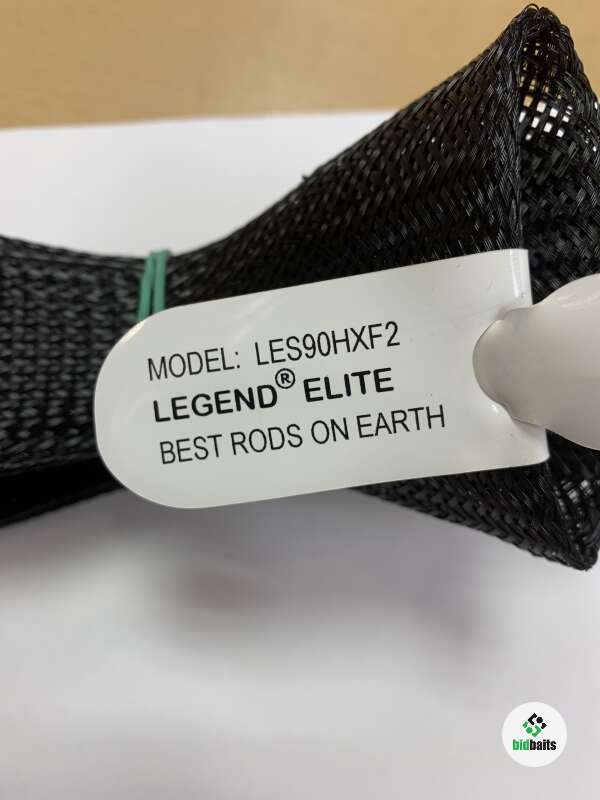 MODEL: LES90HXF2
LEGEND® ELITE
BEST RODS ON EARTH
bidbaits